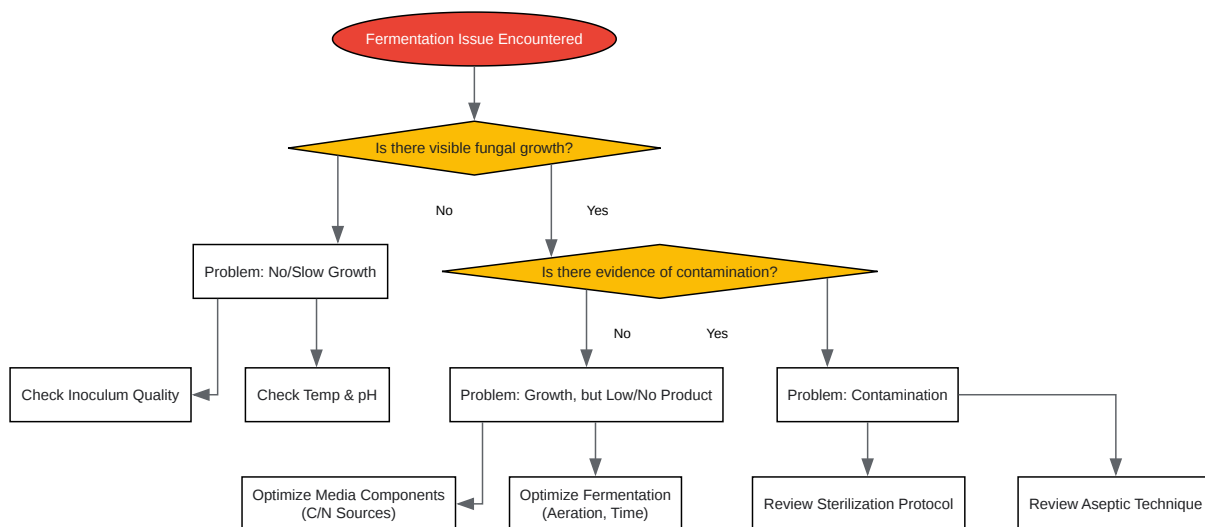 Fermentation Issue Encountered
Is there visible fungal growth?
No
Yes
Problem: No/Slow Growth
Is there evidence of contamination?
No
Yes
Check Inoculum Quality
Check Temp & pH
Problem: Growth, but Low/No Product
Problem: Contamination
Optimize Media Components
(C/N Sources)
Optimize Fermentation
(Aeration, Time)
Review Sterilization Protocol
Review Aseptic Technique